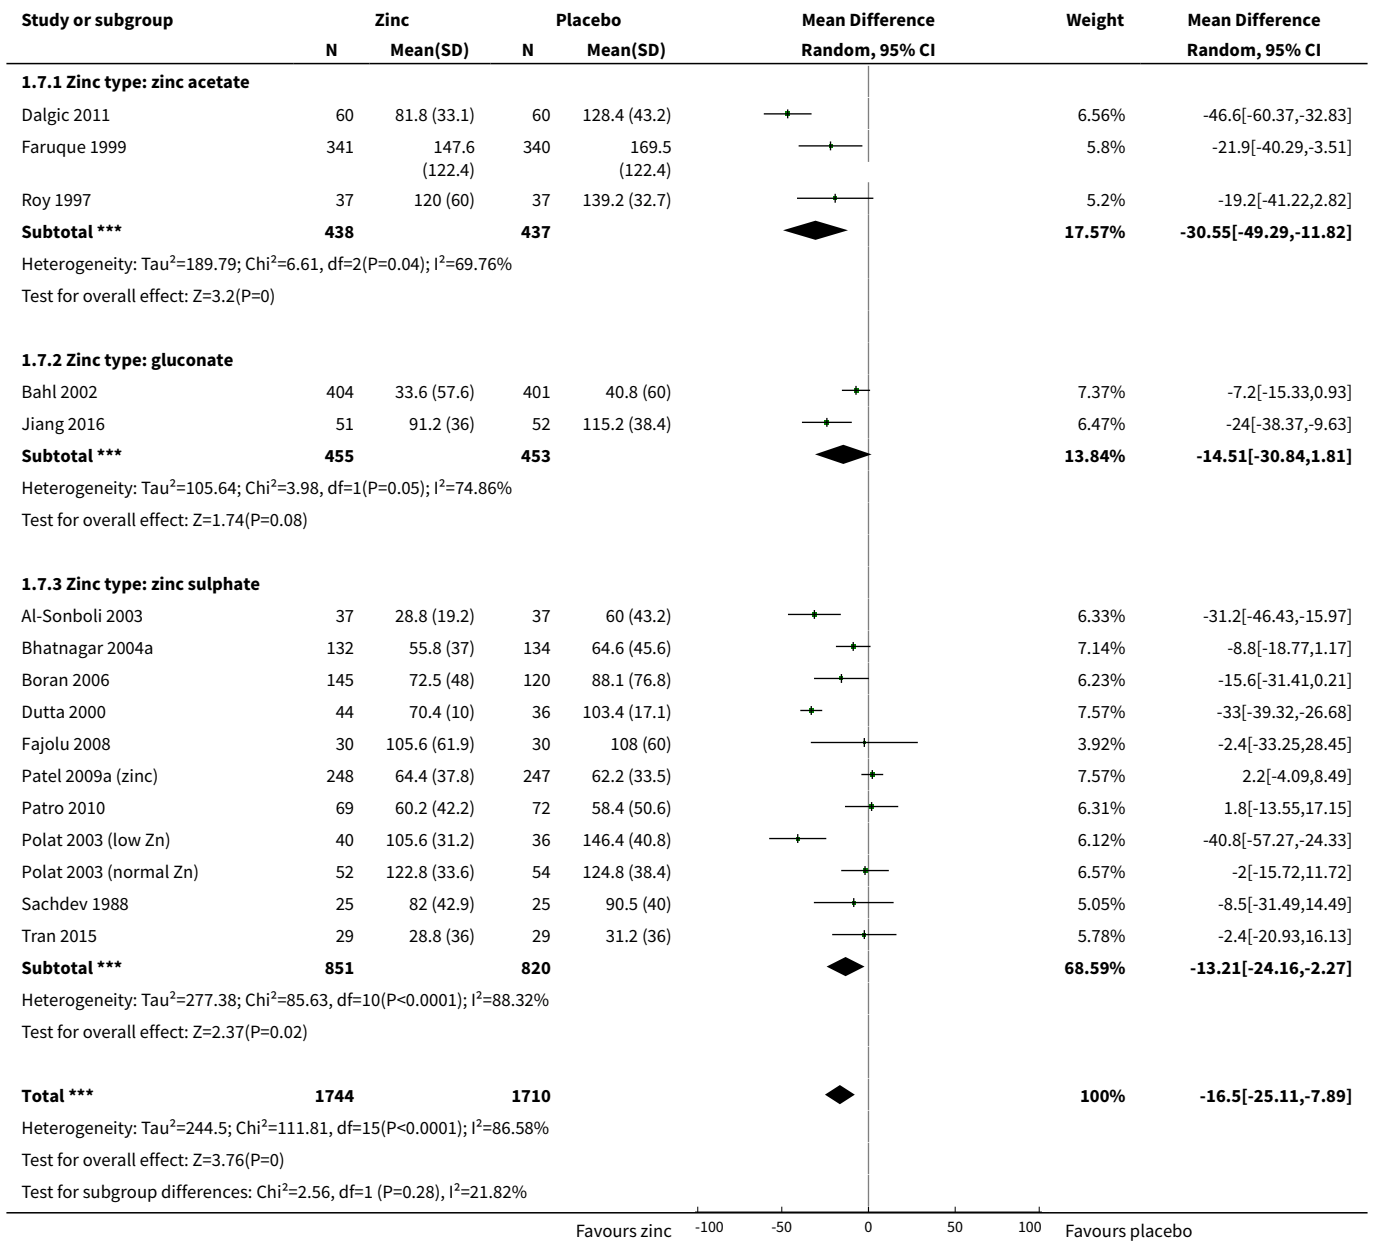 Study or subgroup Zinc Placebo Mean Difference Weight Mean Difference
N Mean(SD) N Mean(SD) Random, 95% CI Random, 95% CI
1.7.1 Zinc type: zinc acetate
Dalgic 2011 60 81.8 (33.1) 60 128.4 (43.2) 6.56% -46.6[-60.37,-32.83]
Faruque 1999 341 147.6 340 169.5 5.8% -21.9[-40.29,-3.51]
(122.4) (122.4)
Roy 1997 37 120 (60) 37 139.2 (32.7) 5.2% -19.2[-41.22,2.82]
Subtotal *** 438 437 17.57% -30.55[-49.29,-11.82]
Heterogeneity: Tau²=189.79; Chi²=6.61, df=2(P=0.04); I²=69.76%
Test for overall effect: Z=3.2(P=0)
1.7.2 Zinc type: gluconate
Bahl 2002 404 33.6 (57.6) 401 40.8 (60) 7.37% -7.2[-15.33,0.93]
Jiang 2016 51 91.2 (36) 52 115.2 (38.4) 6.47% -24[-38.37,-9.63]
Subtotal *** 455 453 13.84% -14.51[-30.84,1.81]
Heterogeneity: Tau²=105.64; Chi²=3.98, df=1(P=0.05); I²=74.86%
Test for overall effect: Z=1.74(P=0.08)
1.7.3 Zinc type: zinc sulphate
Al-Sonboli 2003 37 28.8 (19.2) 37 60 (43.2) 6.33% -31.2[-46.43,-15.97]
Bhatnagar 2004a 132 55.8 (37) 134 64.6 (45.6) 7.14% -8.8[-18.77,1.17]
Boran 2006 145 72.5 (48) 120 88.1 (76.8) 6.23% -15.6[-31.41,0.21]
Dutta 2000 44 70.4 (10) 36 103.4 (17.1) 7.57% -33[-39.32,-26.68]
Fajolu 2008 30 105.6 (61.9) 30 108 (60) 3.92% -2.4[-33.25,28.45]
Patel 2009a (zinc) 248 64.4 (37.8) 247 62.2 (33.5) 7.57% 2.2[-4.09,8.49]
Patro 2010 69 60.2 (42.2) 72 58.4 (50.6) 6.31% 1.8[-13.55,17.15]
Polat 2003 (low Zn) 40 105.6 (31.2) 36 146.4 (40.8) 6.12% -40.8[-57.27,-24.33]
Polat 2003 (normal Zn) 52 122.8 (33.6) 54 124.8 (38.4) 6.57% -2[-15.72,11.72]
Sachdev 1988 25 82 (42.9) 25 90.5 (40) 5.05% -8.5[-31.49,14.49]
Tran 2015 29 28.8 (36) 29 31.2 (36) 5.78% -2.4[-20.93,16.13]
Subtotal *** 851 820 68.59% -13.21[-24.16,-2.27]
Heterogeneity: Tau²=277.38; Chi²=85.63, df=10(P<0.0001); I²=88.32%
Test for overall effect: Z=2.37(P=0.02)
Total *** 1744 1710 100% -16.5[-25.11,-7.89]
Heterogeneity: Tau²=244.5; Chi²=111.81, df=15(P<0.0001); I²=86.58%
Test for overall effect: Z=3.76(P=0)
Test for subgroup differences: Chi²=2.56, df=1 (P=0.28), I²=21.82%
Favours zinc -100 -50 0 50 100 Favours placebo